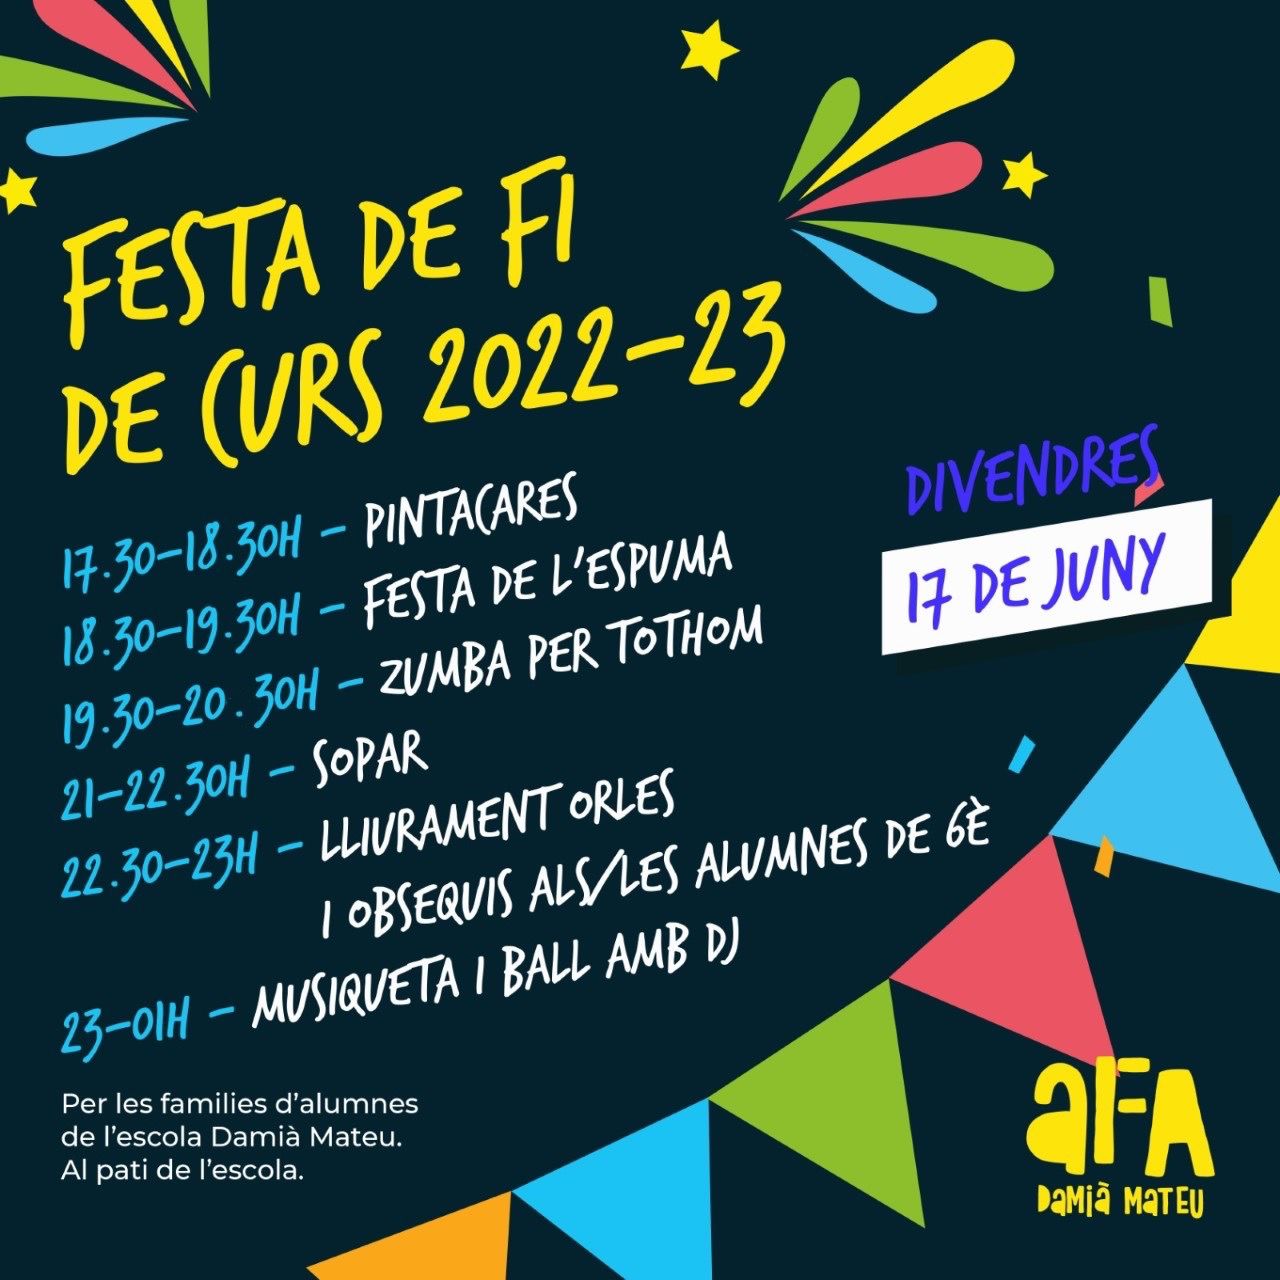 FESTA DE FI
DE CURS 2022-23
DIVENDRES
17 DE JUNY
17.30-18.30H - PINTACARES
18.30-19.30H - FESTA DE L'ESPUMA
19.30-20.30H - ZUMBA PER TOTHOM
21-22.30H - SOPAR
22.30-23H - LLIURAMENT ORLES
I OBSEQUIS ALS/LES ALUMNES DE 6È
23-01H - MUSIQUETA I BALL AMB DJ
Per les families d'alumnes
de l'escola Damià Mateu.
Al pati de l'escola.
aFA
DAMIÀ MATEU